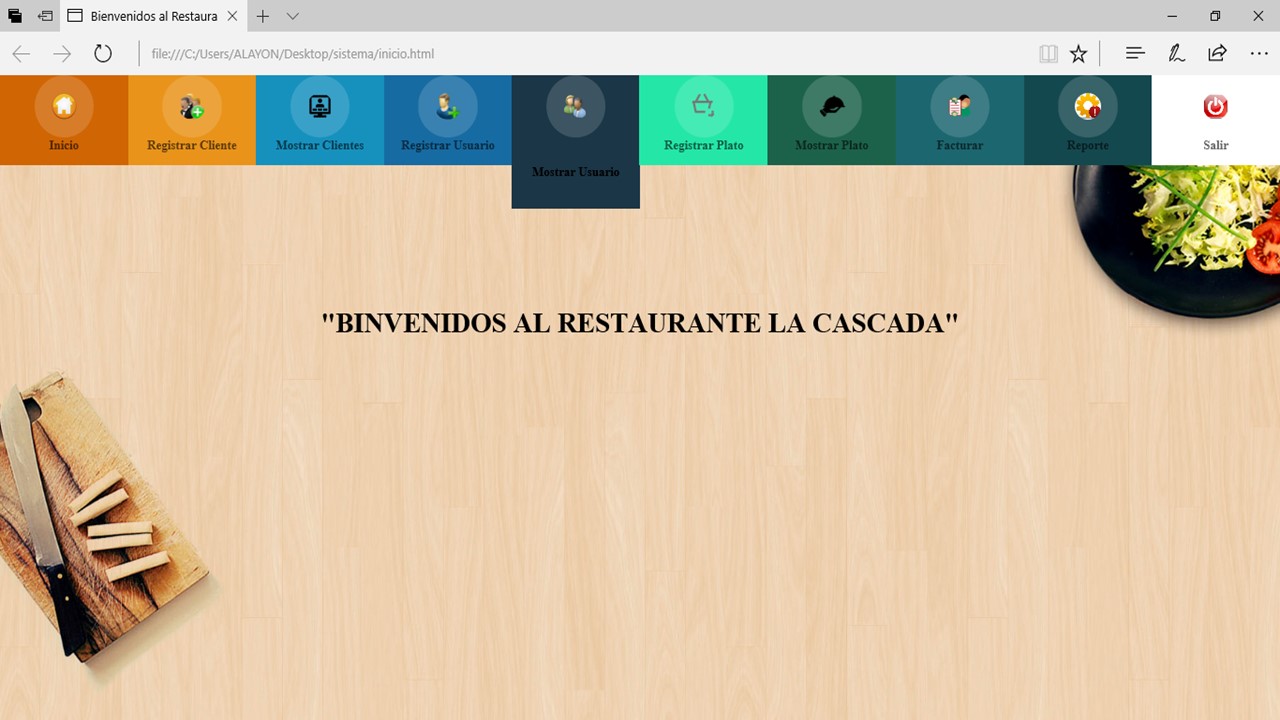 Bienvenidos al Restaura
file:///C:/Users/ALAYON/Desktop/sistema/inicio.html
Inicio
Registrar Cliente
Mostrar Clientes
Registrar Usuario
Mostrar Usuario
Registrar Plato
Mostrar Plato
Facturar
Reporte
Salir
"BINVENIDOS AL RESTAURANTE LA CASCADA"